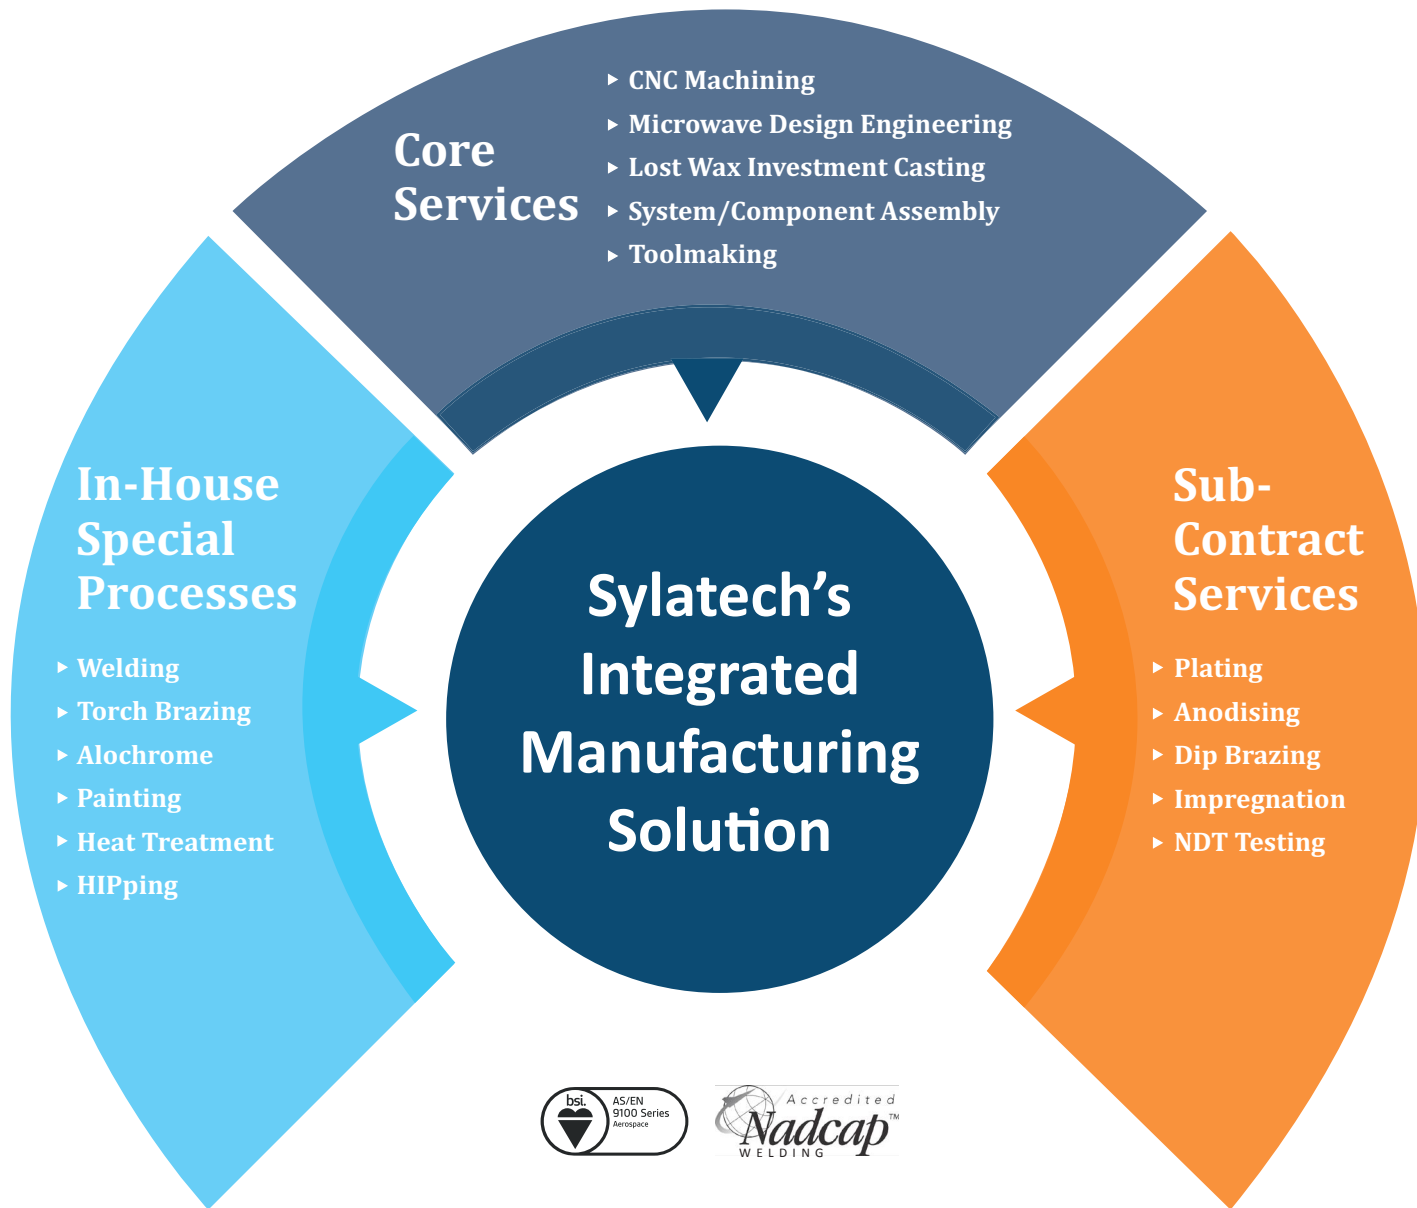 Core
Services
CNC Machining
Microwave Design Engineering
Lost Wax Investment Casting
System/Component Assembly
Toolmaking
In-House
Special
Processes
Welding
Torch Brazing
Alochrome
Painting
Heat Treatment
HIPping
Sylatech’s
Integrated
Manufacturing
Solution
Sub-
Contract
Services
Plating
Anodising
Dip Brazing
Impregnation
NDT Testing
bsi.
AS/EN
9100 Series
Aerospace
Accredited
Nadcap™
WELDING